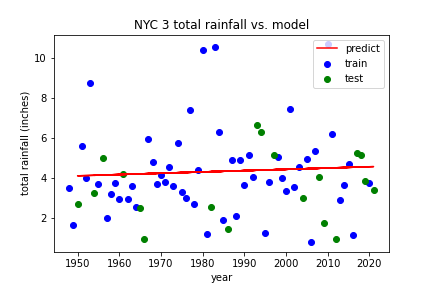 NYC 3 total rainfall vs. model
predict
train
test
10
8
6
4
2
total rainfall (inches)
1950 1960 1970 1980 1990 2000 2010 2020
year